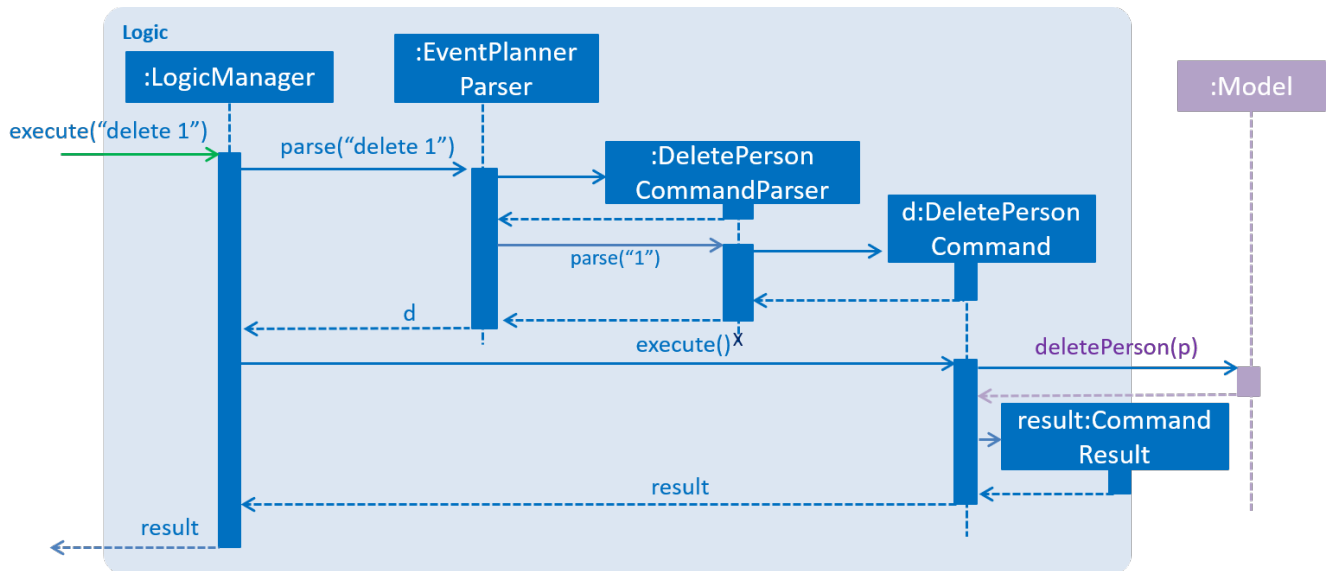 Logic
:LogicManager
:EventPlanner
Parser
:Model
execute(“delete 1”)
parse(“delete 1”)
:DeletePerson
CommandParser
d:DeletePerson
Command
parse(“1”)
d
execute()
X
deletePerson(p)
result:Command
Result
result
result